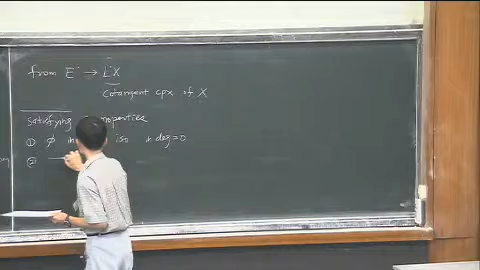 from E → LX
cotangent cpx of X
satisfying properties
① φ iso deg=0
②